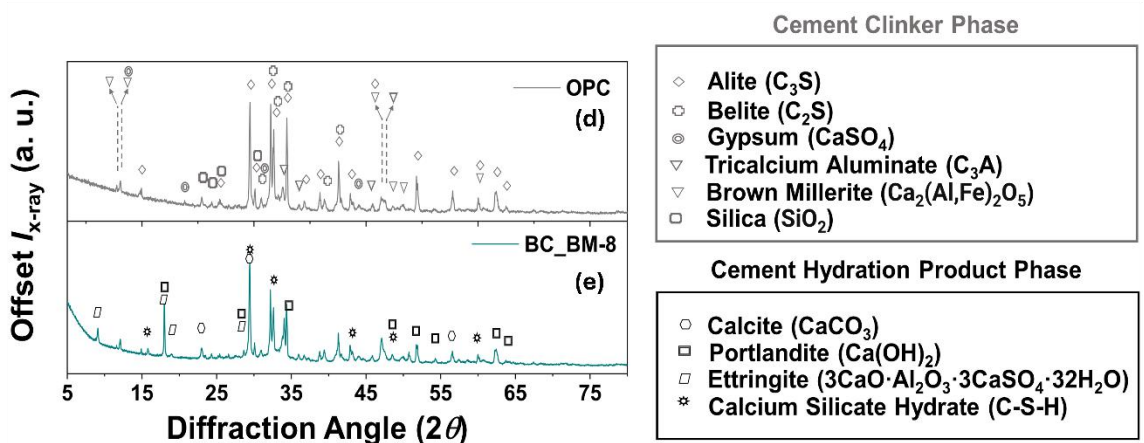 Cement Clinker Phase
OPC
(d)
Alite (C₃S)
Belite (C₂S)
Gypsum (CaSO₄)
Tricalcium Aluminate (C₃A)
Brown Millerite (Ca₂(Al,Fe)₂O₅)
Silica (SiO₂)
Offset I x-ray (a. u.)
BC_BM-8
(e)
5 15 25 35 45 55 65 75
Diffraction Angle (2θ)
Cement Hydration Product Phase
Calcite (CaCO₃)
Portlandite (Ca(OH)₂)
Ettringite (3CaO·Al₂O₃·3CaSO₄·32H₂O)
Calcium Silicate Hydrate (C-S-H)